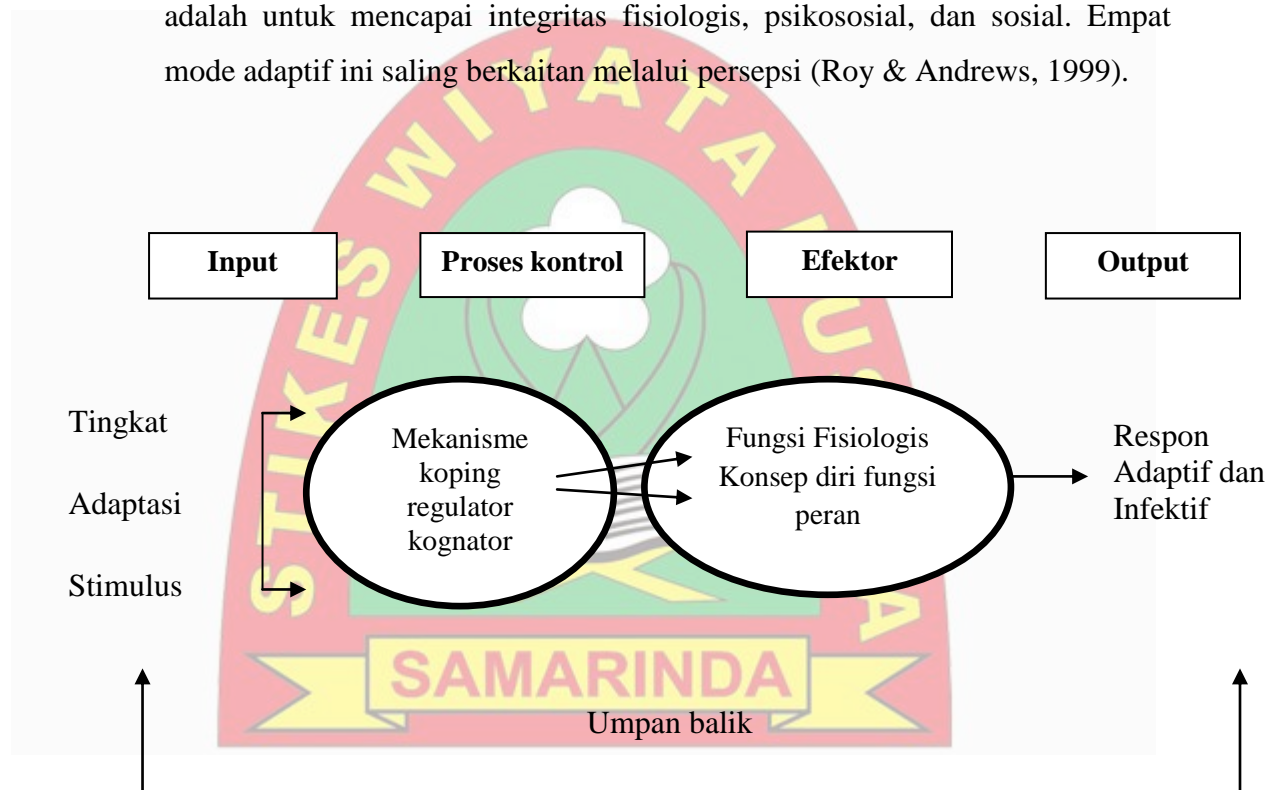 adalah untuk mencapai integritas fisiologis, psikososial, dan sosial. Empat
mode adaptif ini saling berkaitan melalui persepsi (Roy & Andrews, 1999).
Input
Proses kontrol
Efektor
Output
Tingkat
Adaptasi
Stimulus
Mekanisme
koping
regulator
kognator
Fungsi Fisiologis
Konsep diri fungsi
peran
Respon
Adaptif dan
Infektif
Umpan balik
STIKES WIYATA
SAMARINDA